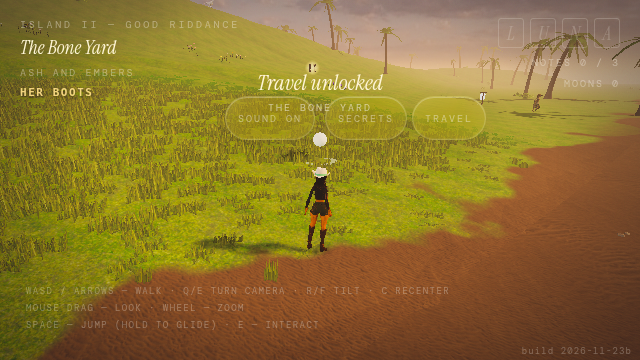 ISLAND II — GOOD RIDDANCE
The Bone Yard
ASH AND EMBERS
HER BOOTS
L U N A
MOONS 0
Travel unlocked
THE BONE YARD
SOUND ON
SECRETS
TRAVEL
WASD / ARROWS — WALK · Q/E TURN CAMERA · R/F TILT · C RECENTER
MOUSE DRAG — LOOK · WHEEL — ZOOM
SPACE — JUMP (HOLD TO GLIDE) · E — INTERACT
build 2026-11-23b